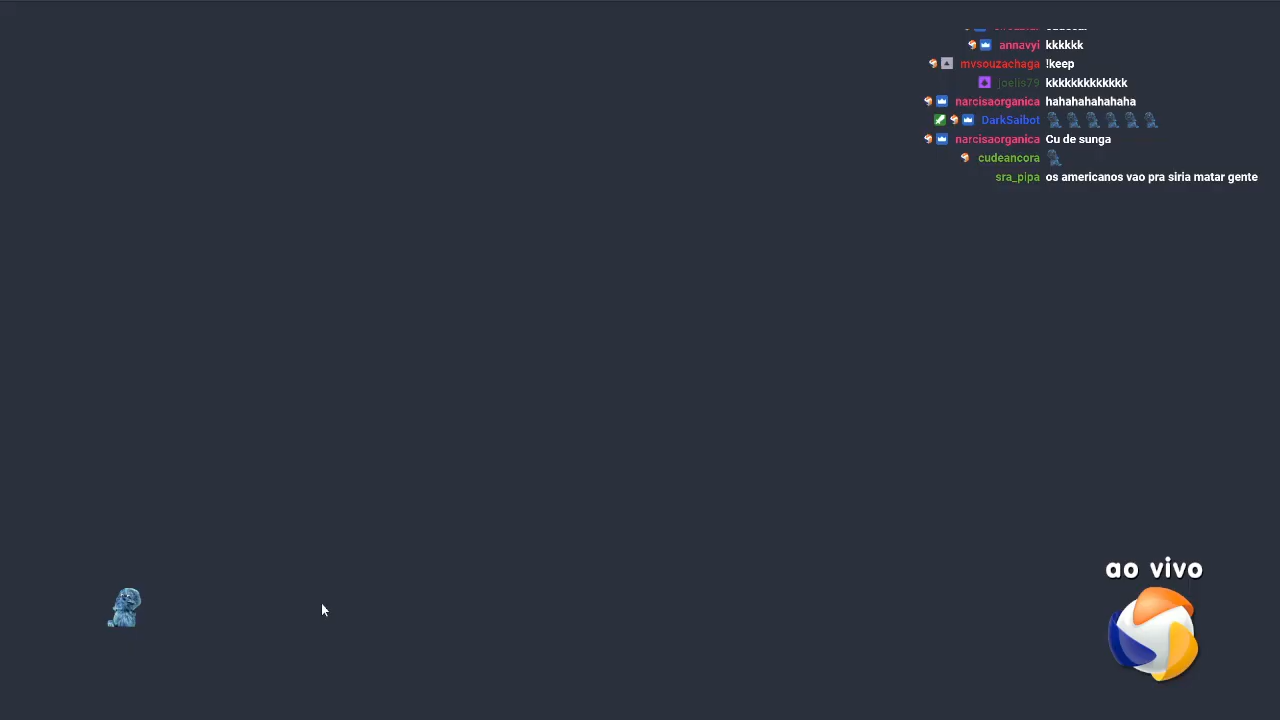 annavyi kkkkkk
mvsouzachaga !keep
joelis79 kkkkkkkkkkkkk
narcisaorganica hahahahahahaha
DarkSaibot
narcisaorganica Cu de sunga
cudeancora
sra_pipa os americanos vao pra siria matar gente
ao vivo